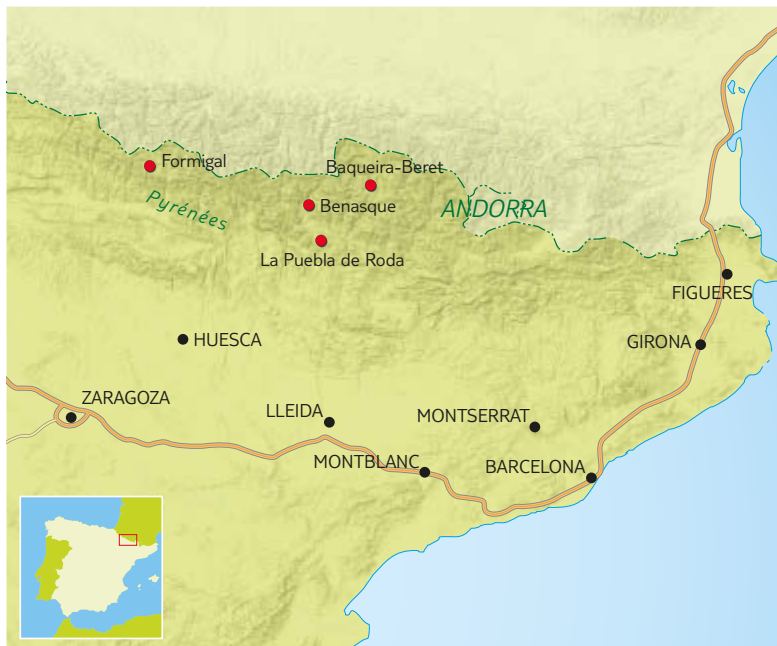 Formigal
Baqueira-Beret
Pyrénées
Benasque
ANDORRA
La Puebla de Roda
FIGUERES
HUESCA
GIRONA
ZARAGOZA
LLEIDA
MONTSERRAT
MONTBLANC
BARCELONA